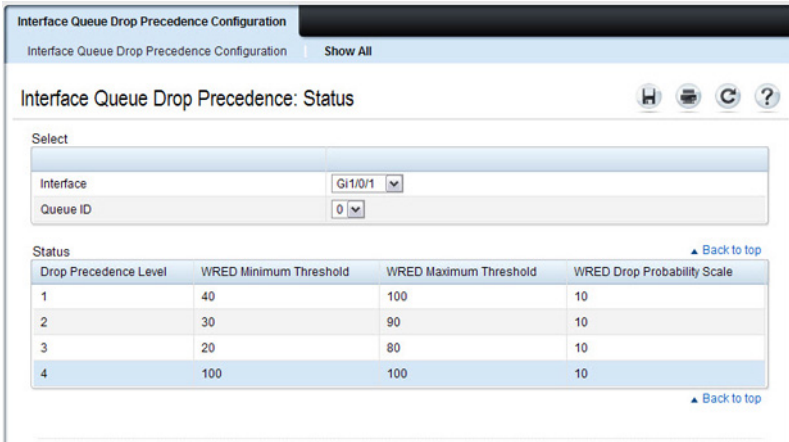 Interface Queue Drop Precedence Configuration
Interface Queue Drop Precedence Configuration Show All
Interface Queue Drop Precedence: Status
Select
Interface Gi1/0/1
Queue ID 0
Status Back to top
Drop Precedence Level WRED Minimum Threshold WRED Maximum Threshold WRED Drop Probability Scale
1 40 100 10
2 30 90 10
3 20 80 10
4 100 100 10
Back to top